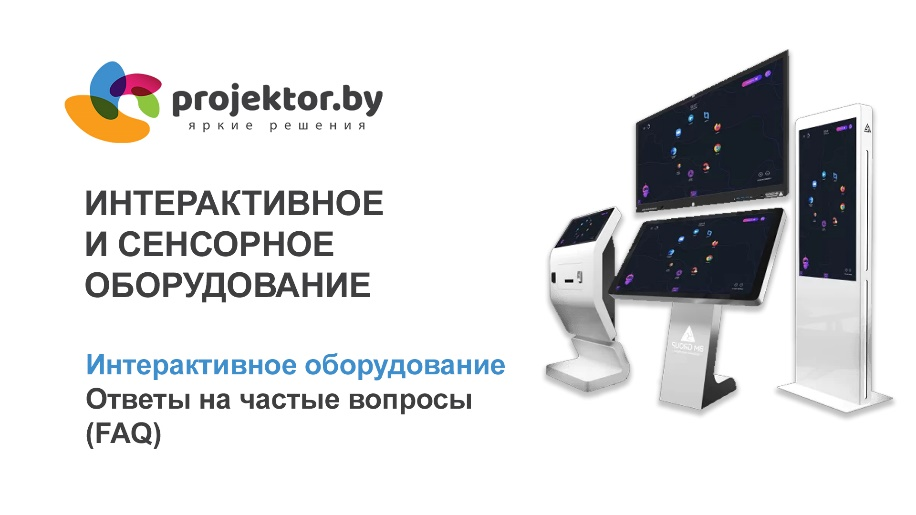 projektor.by
яркие решения
ИНТЕРАКТИВНОЕ
И СЕНСОРНОЕ
ОБОРУДОВАНИЕ
Интерактивное оборудование
Ответы на частые вопросы
(FAQ)